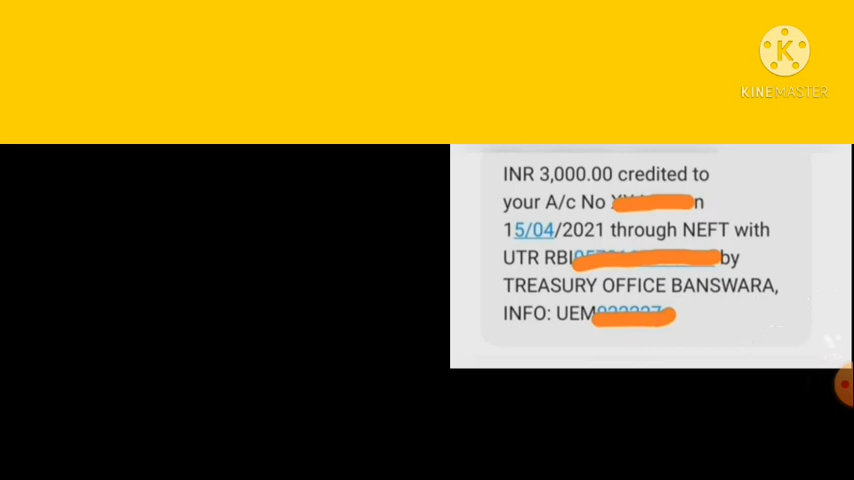 K
KINEMASTER
INR 3,000.00 credited to
your A/c No
15/04/2021 through NEFT with
UTR RBI by
TREASURY OFFICE BANSWARA,
INFO: UEM